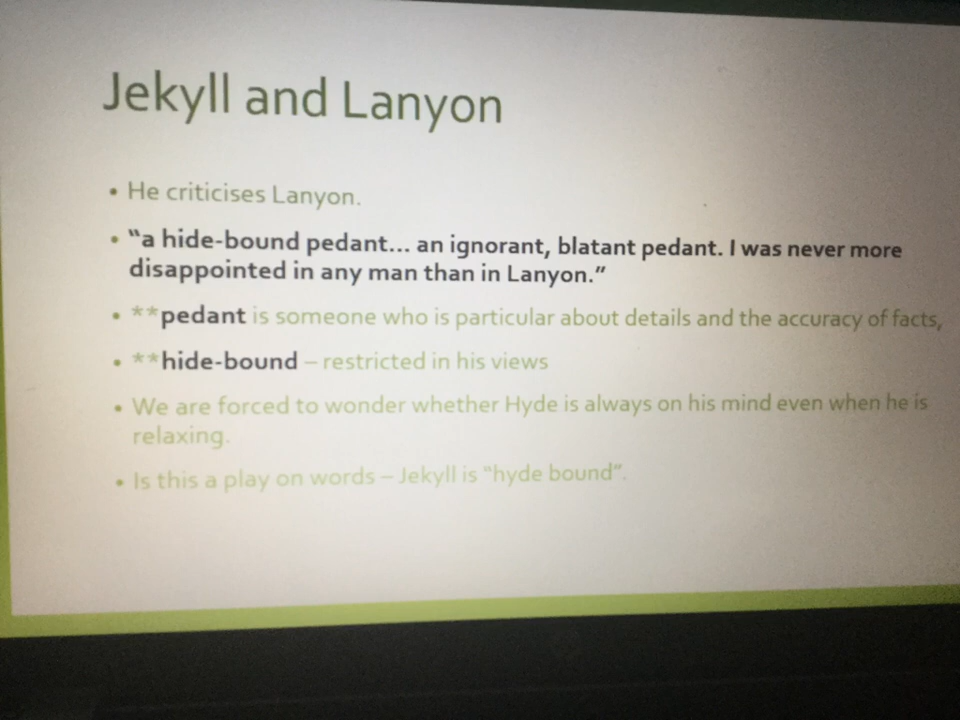 Jekyll and Lanyon
• He criticises Lanyon.
• "a hide-bound pedant... an ignorant, blatant pedant. I was never more
disappointed in any man than in Lanyon."
• **pedant is someone who is particular about details and the accuracy of facts,
• **hide-bound – restricted in his views
• We are forced to wonder whether Hyde is always on his mind even when he is
relaxing.
• Is this a play on words – Jekyll is "hyde bound".